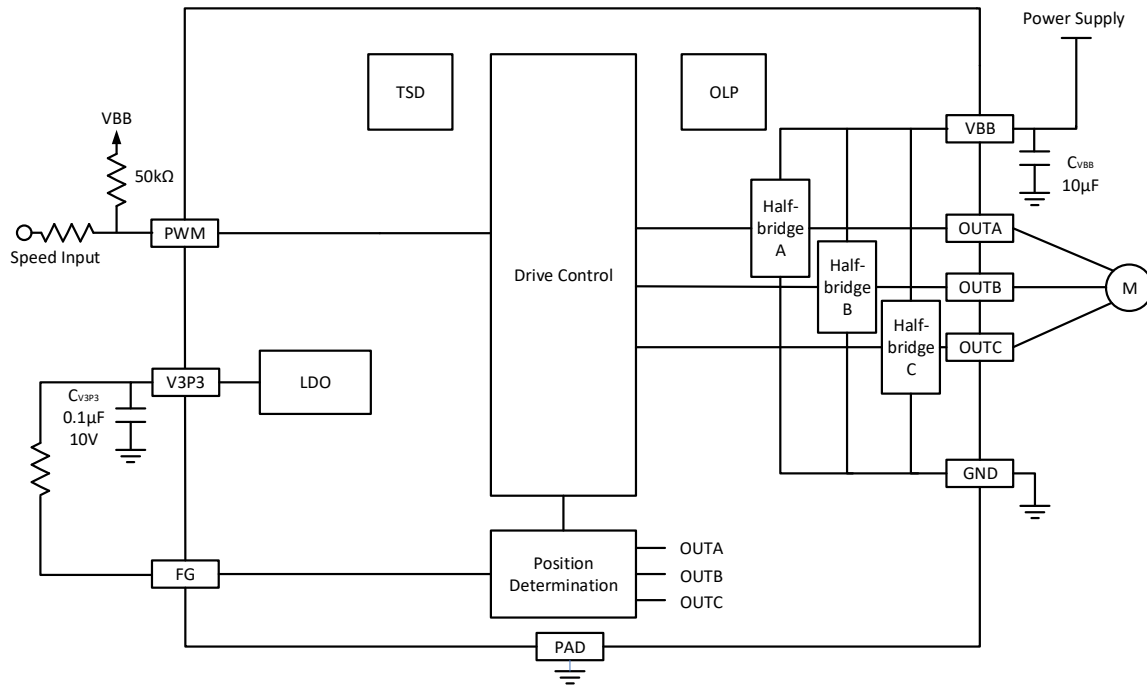 Power Supply
TSD
OLP
VBB
VBB
CVBB
10µF
50kΩ
Half-
bridge
A
PWM
OUTA
Speed Input
Drive Control
Half-
bridge
B
OUTB
M
Half-
bridge
C
OUTC
V3P3
LDO
CV3P3
0.1µF
10V
GND
FG
Position
Determination
OUTA
OUTB
OUTC
PAD